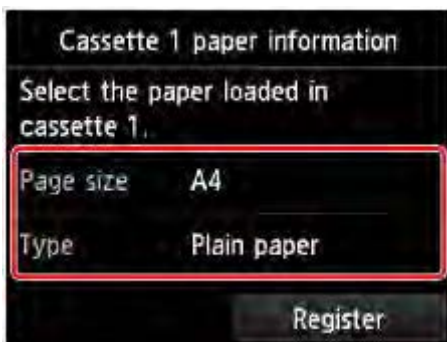 Cassette 1 paper information
Select the paper loaded in
cassette 1.
Page size A4
Type Plain paper
Register